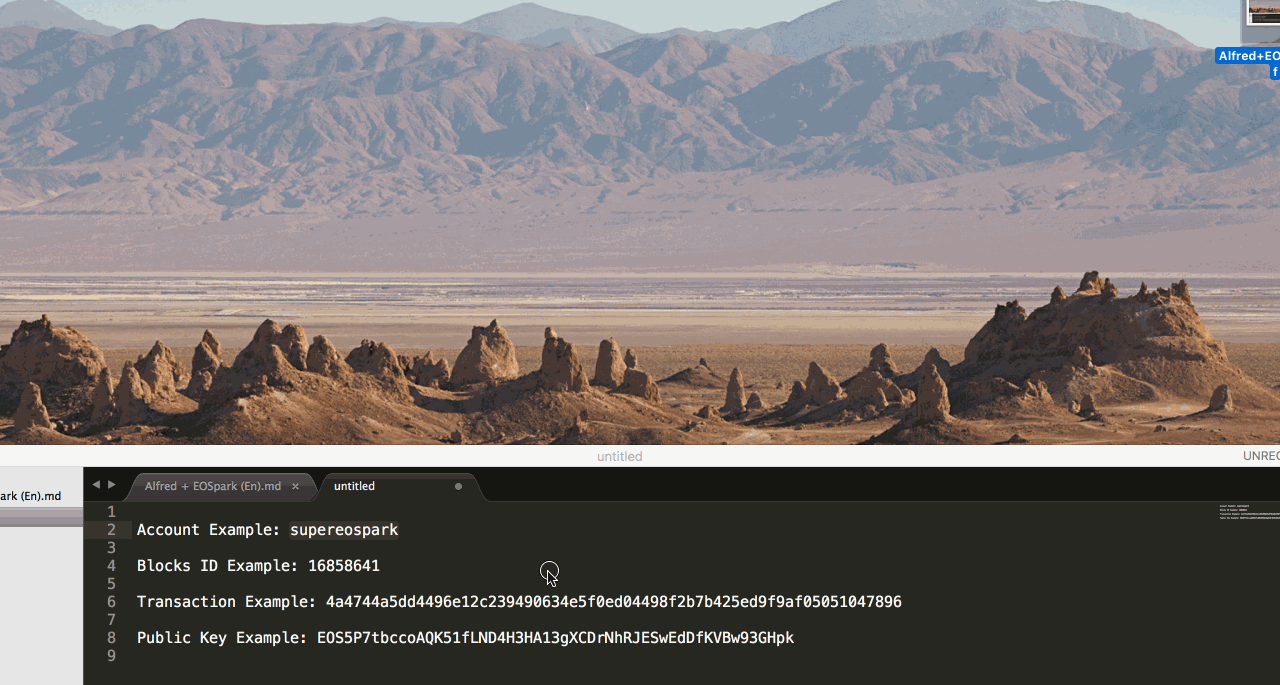 Alfred+EO
f
untitled
UNREG
ark (En).md
Alfred + EOSpark (En).md ×
untitled
1
2 Account Example: supereospark
3
4 Blocks ID Example: 16858641
5
6 Transaction Example: 4a4744a5dd4496e12c239490634e5f0ed04498f2b7b425ed9f9af05051047896
7
8 Public Key Example: EOS5P7tbccoAQK51fLND4H3HA13gXCDrNhRJESwEdDfKVBw93GHpk
9